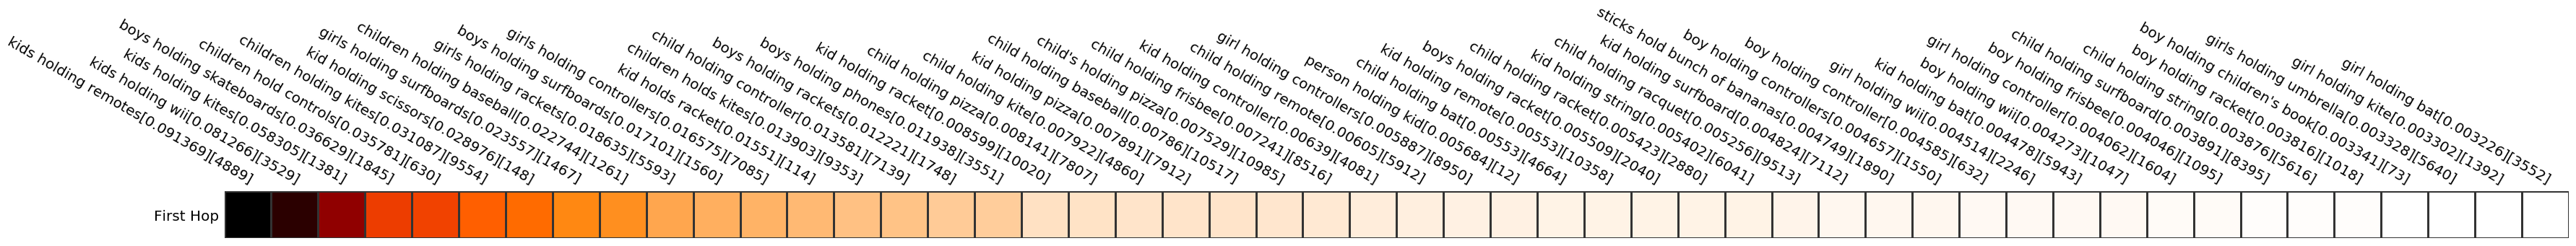 kids holding remotes[0.091369][4889]
kids holding wii[0.081266][3529]
kids holding kites[0.058305][1381]
boys holding skateboards[0.036629][1845]
children hold controls[0.035781][630]
children holding kites[0.031087][9554]
kid holding scissors[0.028976][148]
girls holding surfboards[0.02357][1467]
children holding baseball[0.02744][1261]
girls holding rackets[0.018635][593]
boys holding surfboards[0.017101][1560]
girls holding controllers[0.016575][7085]
kid holds racket[0.01551][114]
children holds kites[0.013903][9353]
child holding controller[0.013581][7139]
boys holding rackets[0.012221][1748]
boys holding phones[0.011938][3551]
kid holding racket[0.008599][1020]
child holding pizza[0.008141][807]
child holding kite[0.007922][4860]
kid holding pizza[0.007891][7912]
child holding baseball[0.00786][1017]
child's holding pizza[0.007529][10985]
child holding frisbee[0.007241][8516]
kid holding controller[0.00639][4081]
child holding remote[0.00605][5912]
girl holding controllers[0.005887][8950]
person holding kid[0.005684][12]
child holding bat[0.00553][4664]
kid holding remote[0.00553][10358]
boys holding racket[0.005509][2040]
child holding racket[0.005423][2880]
kid holding string[0.005402][6041]
child holding racquet[0.005256][9513]
kid holding surfboard[0.004824][7112]
sticks hold bunch of bananas[0.004749][1890]
boy holding controllers[0.004657][1550]
boy holding controller[0.004585][632]
girl holding wii[0.004514][2246]
kid holding bat[0.004478][5943]
boy holding wii[0.004273][1047]
girl holding controller[0.004062][1604]
boy holding frisbee[0.004046][1095]
child holding surfboard[0.003891][8395]
child holding string[0.003876][5616]
boy holding racket[0.003816][1018]
boy holding children's book[0.003341][73]
girls holding umbrella[0.003328][5640]
girl holding kite[0.003302][1392]
girl holding bat[0.003226][3552]
First Hop